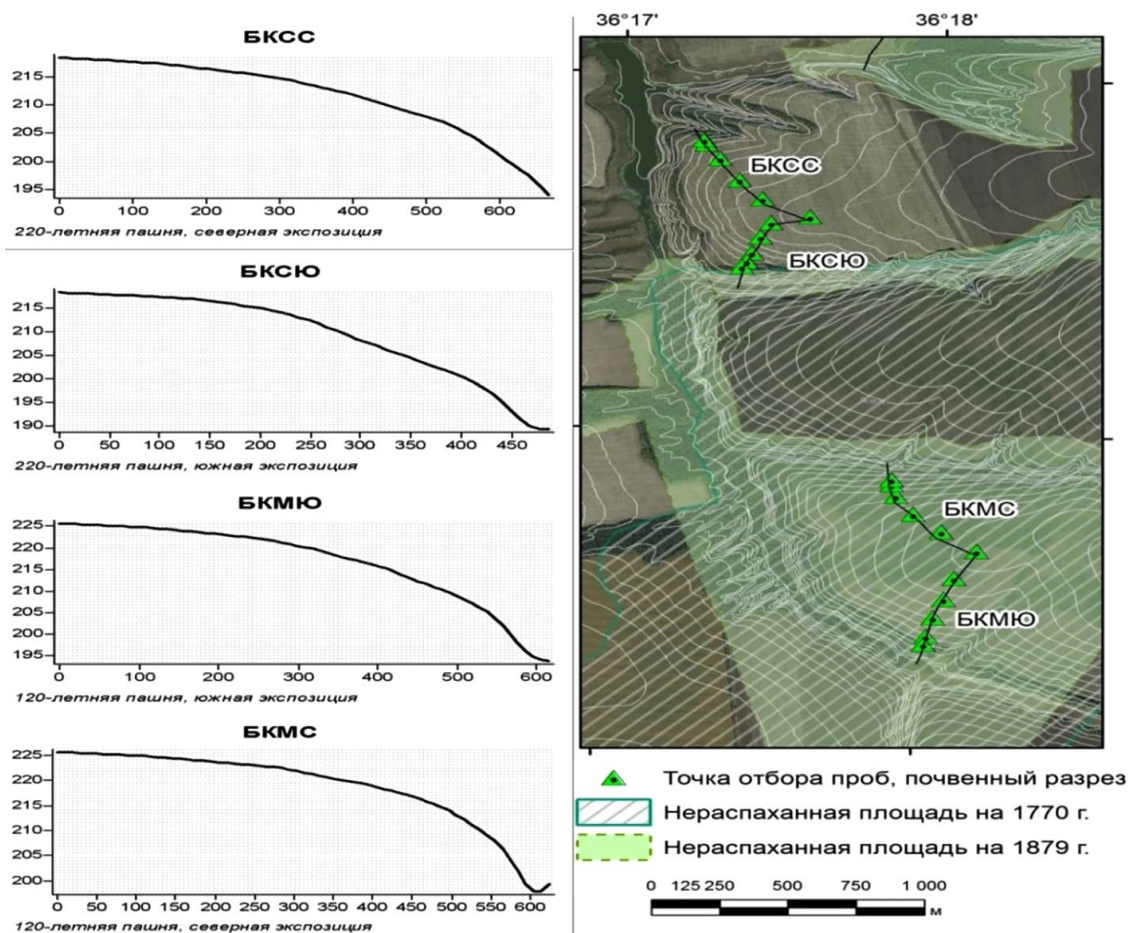 БКСС
215
210
205
200
195
0 100 200 300 400 500 600
220-летняя пашня, северная экспозиция
БКСЮ
215
210
205
200
195
190
0 50 100 150 200 250 300 350 400 450
220-летняя пашня, южная экспозиция
БКМЮ
225
220
215
210
205
200
195
0 100 200 300 400 500 600
120-летняя пашня, южная экспозиция
БКМС
225
220
215
210
205
200
0 50 100 150 200 250 300 350 400 450 500 550 600
120-летняя пашня, северная экспозиция
36°17' 36°18'
БКСС
БКСЮ
БКМС
БКМЮ
Точка отбора проб, почвенный разрез
Нераспаханная площадь на 1770 г.
Нераспаханная площадь на 1879 г.
0 125 250 500 750 1 000
м